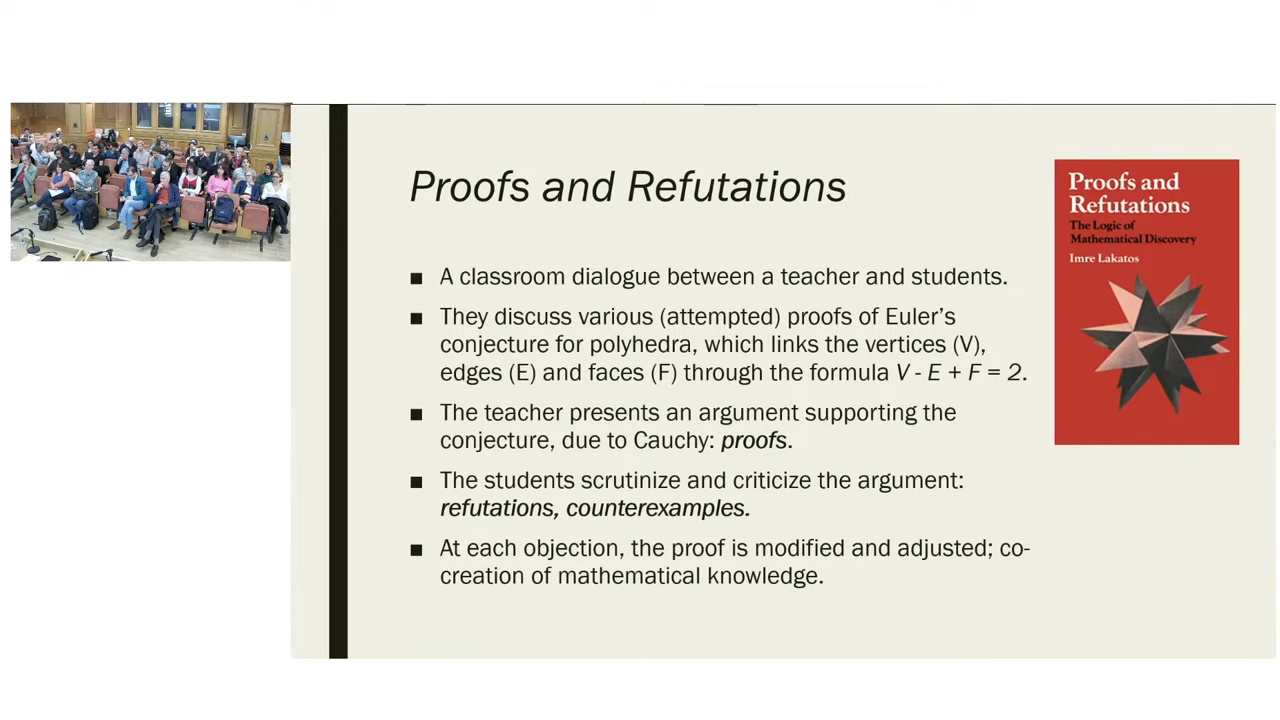 Proofs and Refutations
■ A classroom dialogue between a teacher and students.
■ They discuss various (attempted) proofs of Euler's
conjecture for polyhedra, which links the vertices (V),
edges (E) and faces (F) through the formula V - E + F = 2.
■ The teacher presents an argument supporting the
conjecture, due to Cauchy: proofs.
■ The students scrutinize and criticize the argument:
refutations, counterexamples.
■ At each objection, the proof is modified and adjusted; co-
creation of mathematical knowledge.
Proofs and
Refutations
The Logic of
Mathematical Discovery
Imre Lakatos